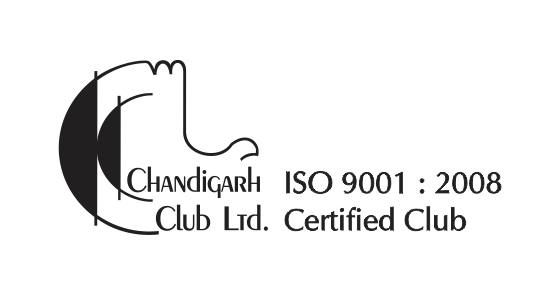 Chandigarh
Club Ltd.
ISO 9001 : 2008
Certified Club